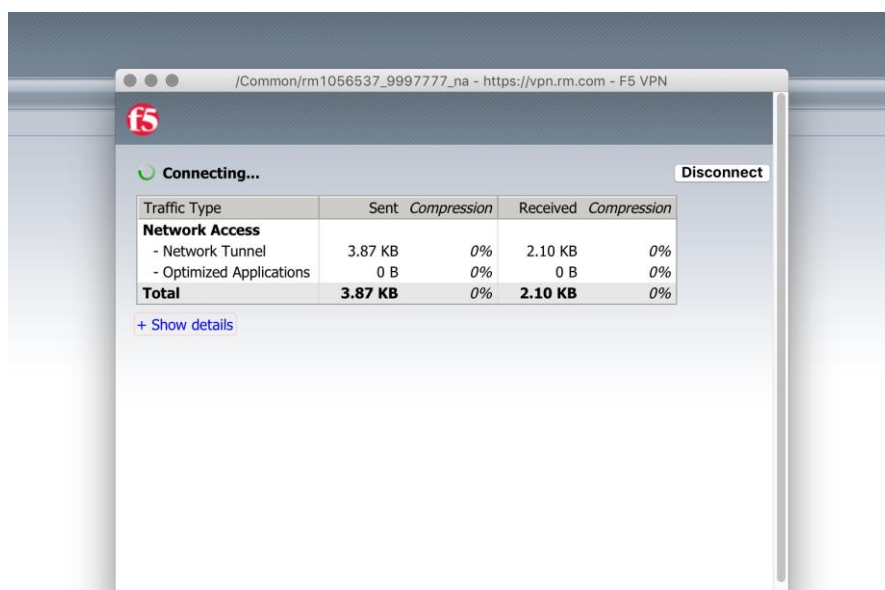 /Common/rm1056537_9997777_na - https://vpn.rm.com - F5 VPN
f5
Connecting...
Disconnect
Traffic Type Sent Compression Received Compression
Network Access
- Network Tunnel 3.87 KB 0% 2.10 KB 0%
- Optimized Applications 0 B 0% 0 B 0%
Total 3.87 KB 0% 2.10 KB 0%
+ Show details